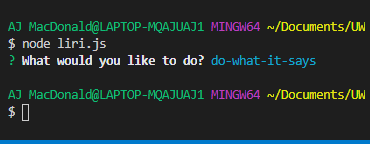 AJ MacDonald@LAPTOP-MQAJUAJ1 MINGW64 ~/Documents/UW
$ node liri.js
? What would you like to do? do-what-it-says
AJ MacDonald@LAPTOP-MQAJUAJ1 MINGW64 ~/Documents/UW
$